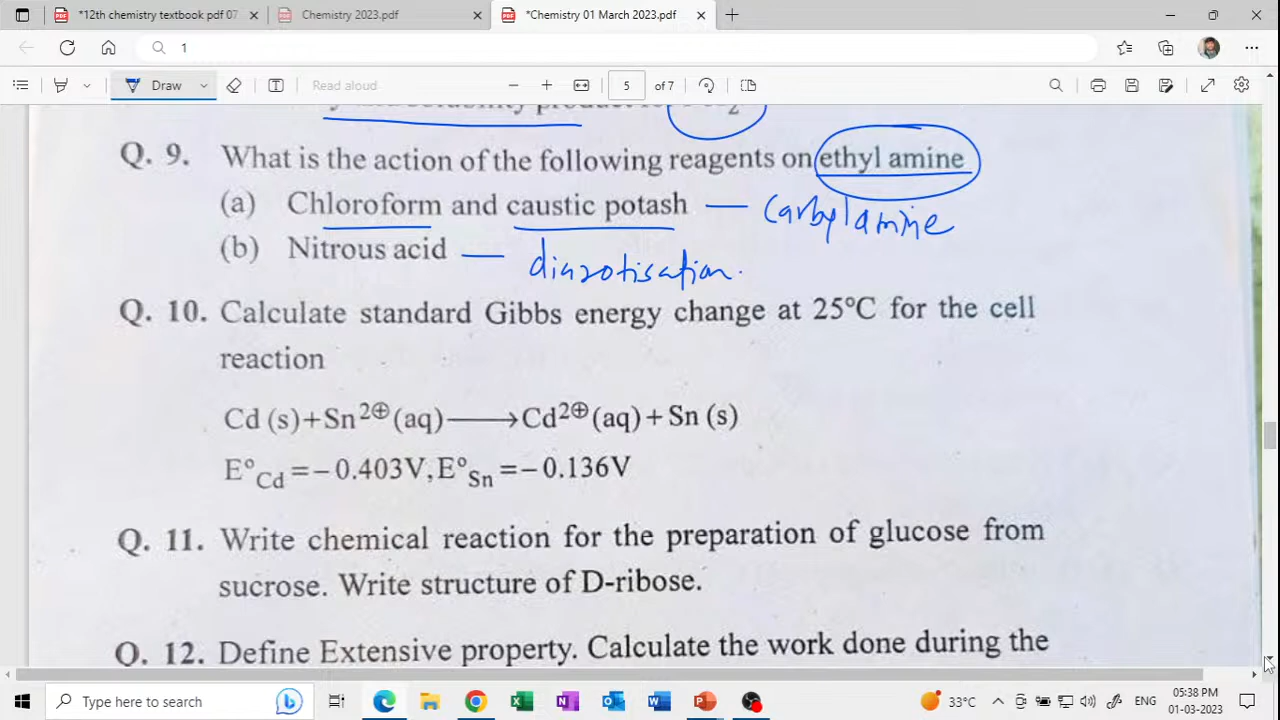 *12th chemistry textbook.pdf 07
Chemistry 2023.pdf
*Chemistry 01 March 2023.pdf
1
Draw
Read aloud
5
of 7
y and solubility product
Q. 9. What is the action of the following reagents on ethyl amine
(a) Chloroform and caustic potash — Carbylamine
(b) Nitrous acid — diazotisation.
Q. 10. Calculate standard Gibbs energy change at 25°C for the cell
reaction
Cd (s)+Sn²⊕(aq)⟶Cd²⊕(aq)+Sn (s)
E°Cd=−0.403V,E°Sn=−0.136V
Q. 11. Write chemical reaction for the preparation of glucose from
sucrose. Write structure of D-ribose.
Q. 12. Define Extensive property. Calculate the work done during the
Type here to search
33°C
ENG
05:38 PM
01-03-2023